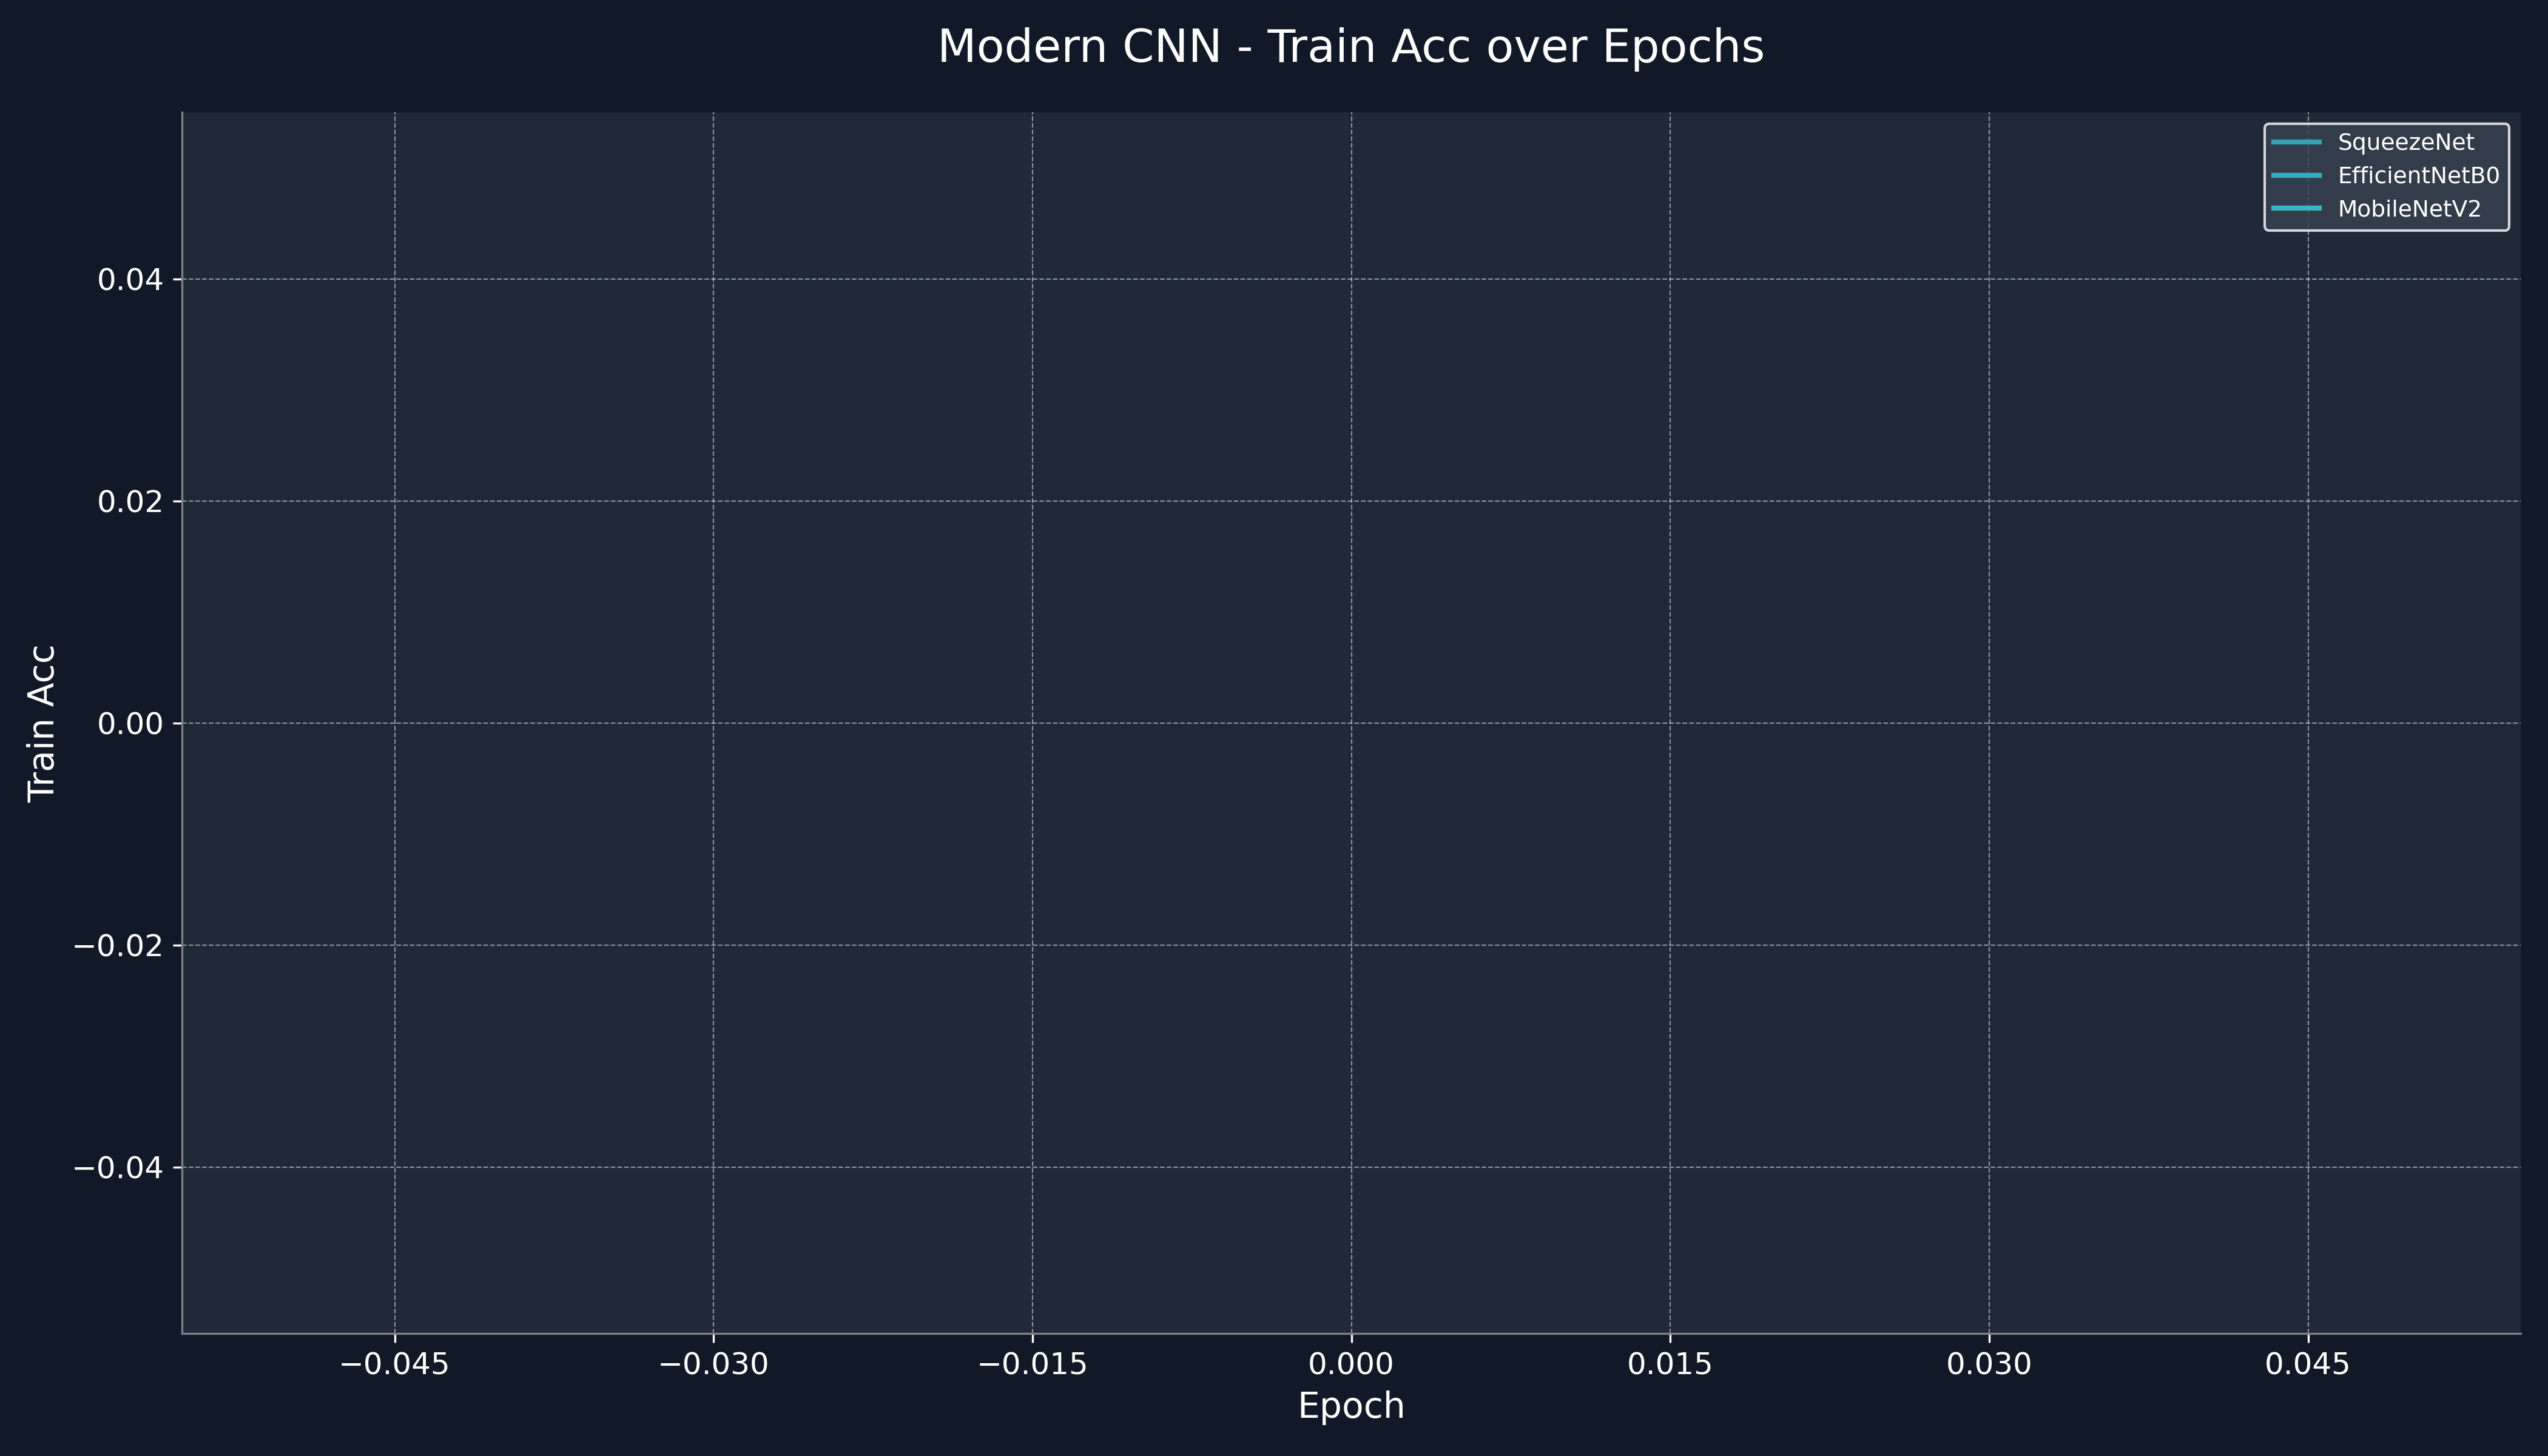 Modern CNN - Train Acc over Epochs
SqueezeNet
EfficientNetB0
MobileNetV2
Train Acc
0.04
0.02
0.00
−0.02
−0.04
−0.045
−0.030
−0.015
0.000
0.015
0.030
0.045
Epoch